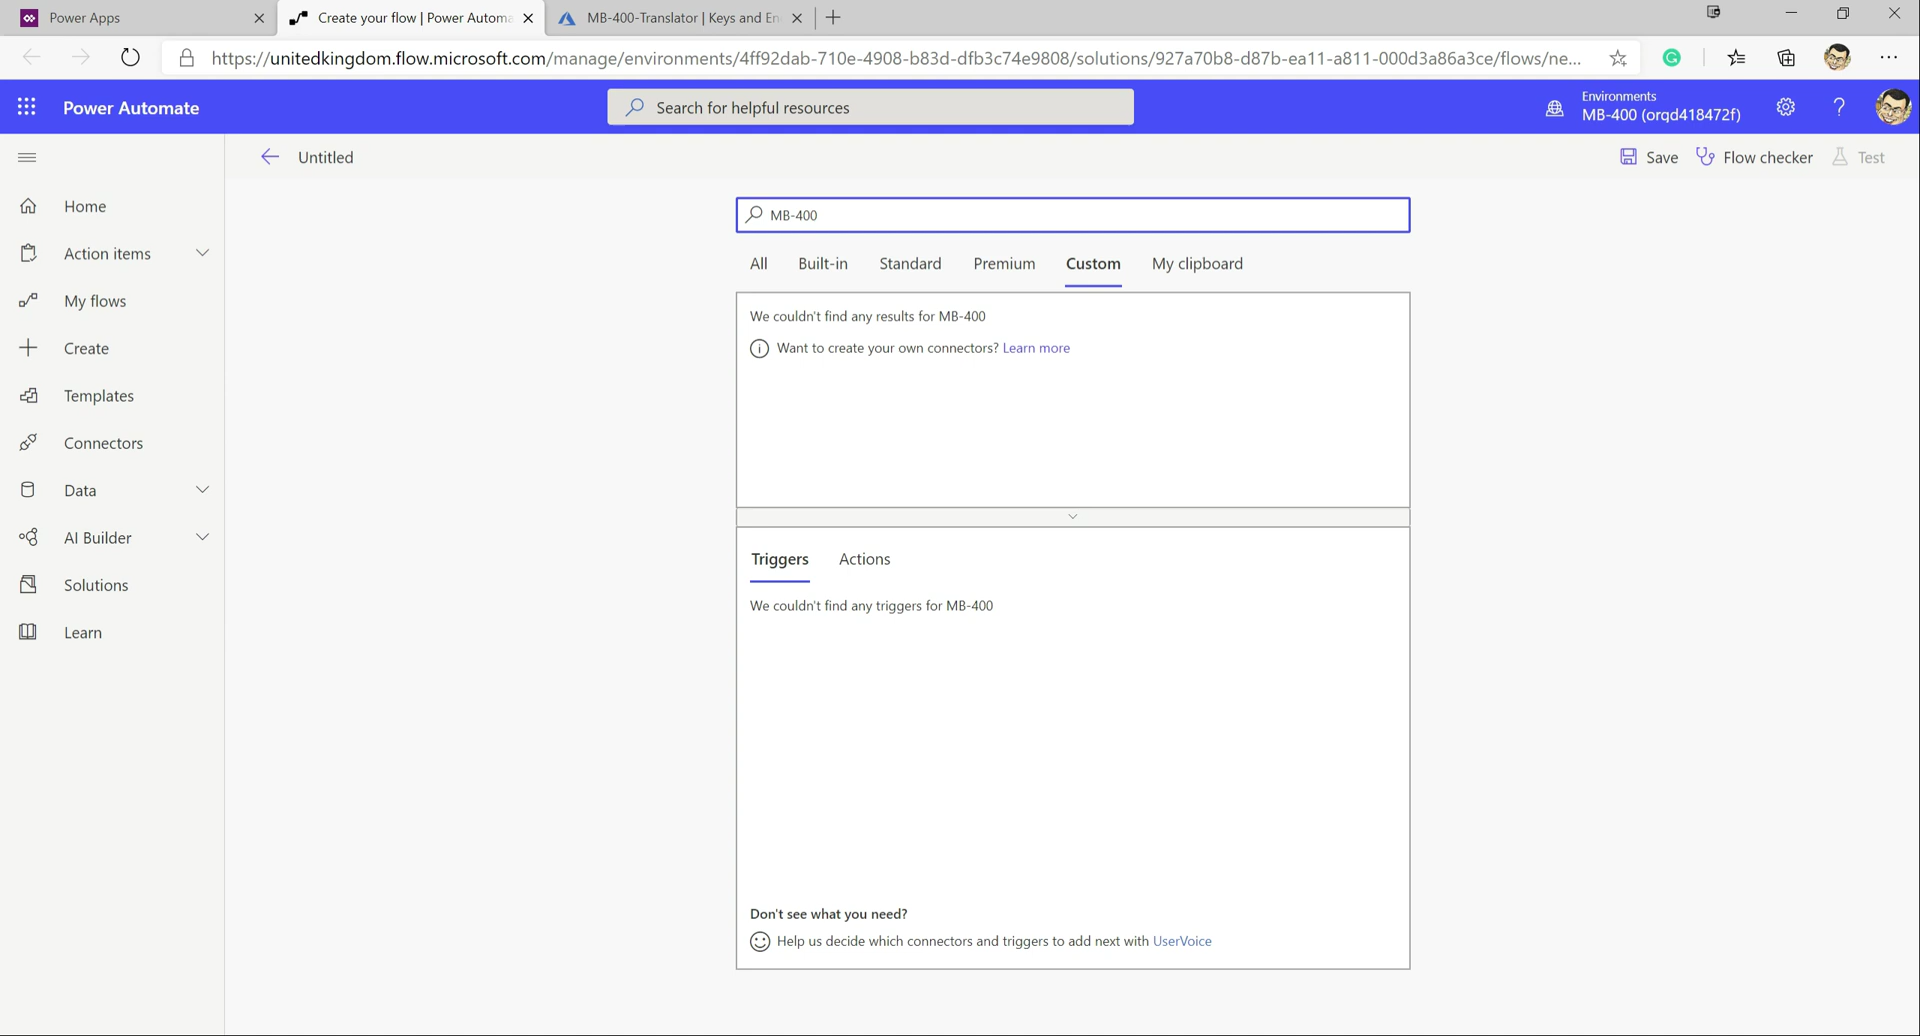 Power Apps
Create your flow | Power Automa
MB-400-Translator | Keys and En
https://unitedkingdom.flow.microsoft.com/manage/environments/4ff92dab-710e-4908-b83d-dfb3c74e9808/solutions/927a70b8-d87b-ea11-a811-000d3a86a3ce/flows/ne...
Power Automate
Search for helpful resources
Environments
MB-400 (orqd418472f)
?
Untitled
Save
Flow checker
Test
Home
Action items
My flows
Create
Templates
Connectors
Data
AI Builder
Solutions
Learn
MB-400
All
Built-in
Standard
Premium
Custom
My clipboard
We couldn't find any results for MB-400
Want to create your own connectors? Learn more
Triggers
Actions
We couldn't find any triggers for MB-400
Don't see what you need?
Help us decide which connectors and triggers to add next with UserVoice